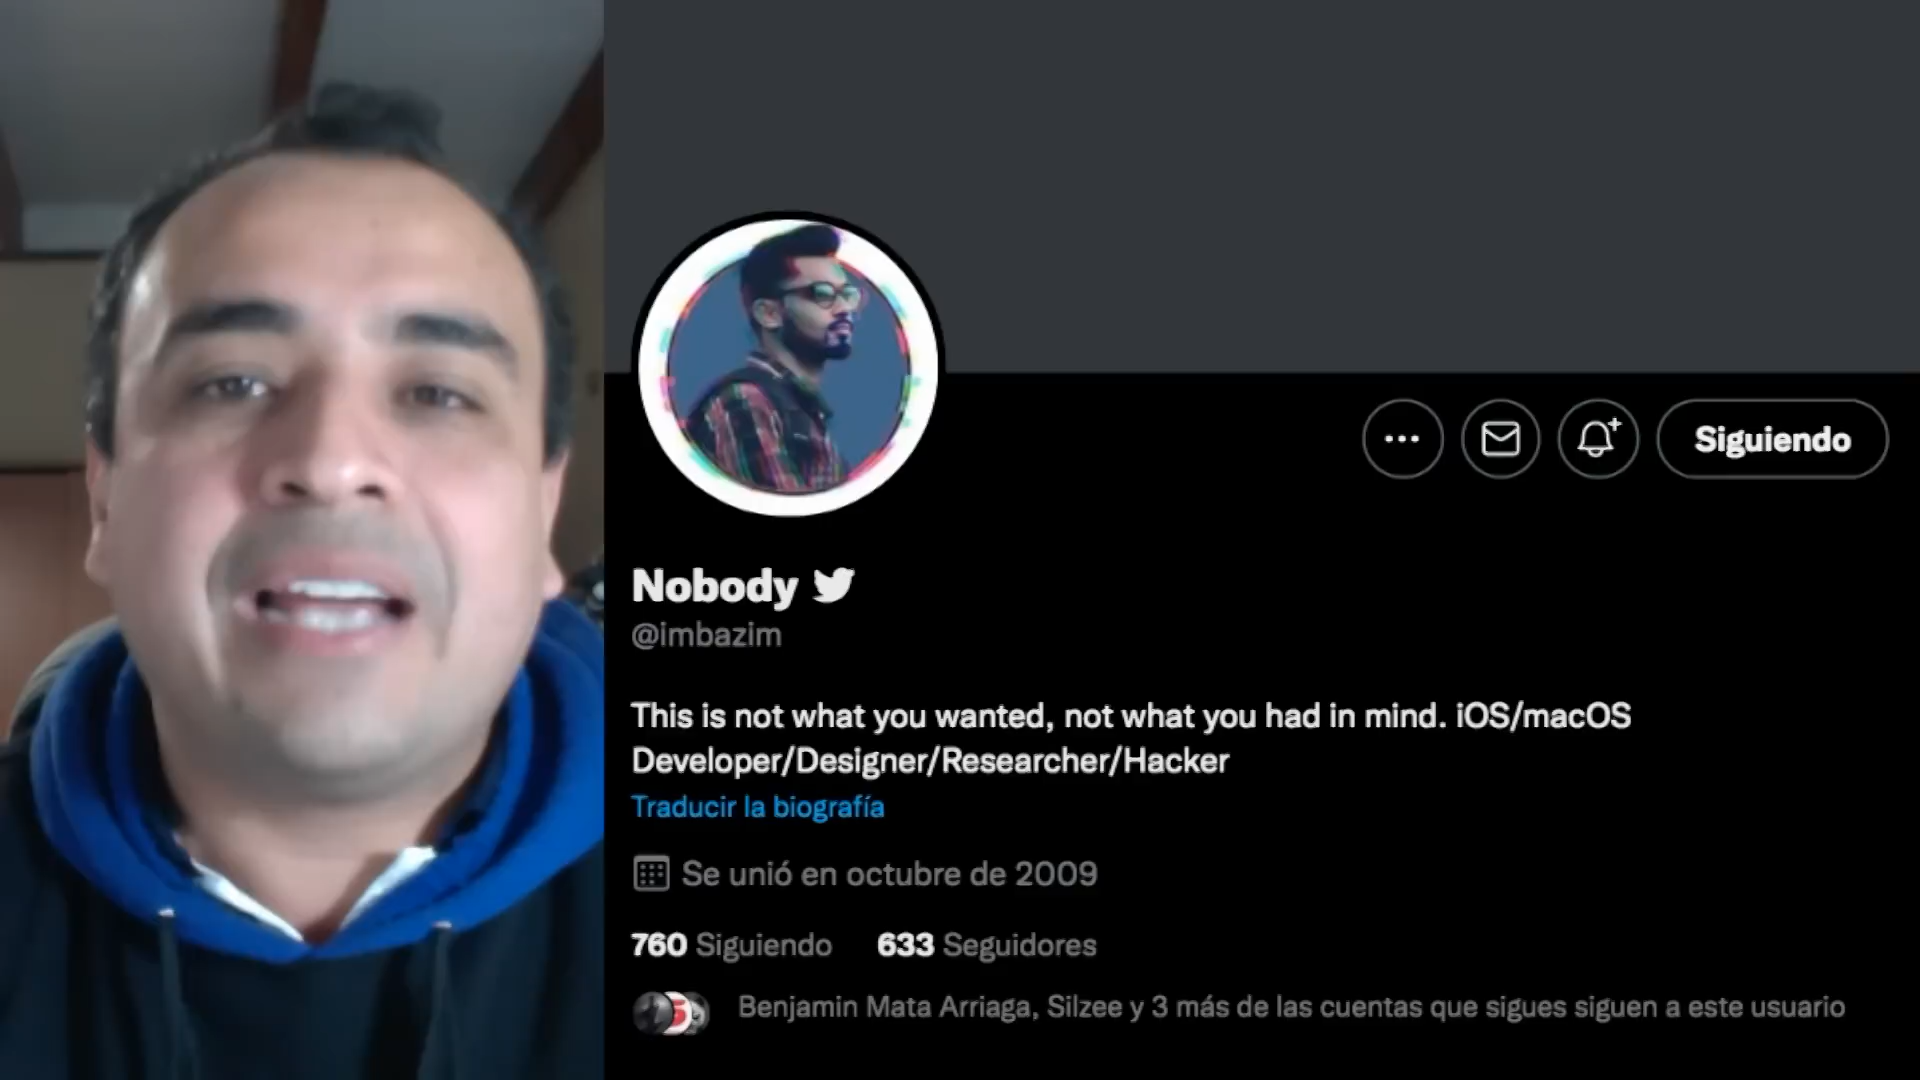 Siguiendo
Nobody
@imbazim
This is not what you wanted, not what you had in mind. iOS/macOS
Developer/Designer/Researcher/Hacker
Traducir la biografía
Se unió en octubre de 2009
760 Siguiendo 633 Seguidores
Benjamin Mata Arriaga, Silzee y 3 más de las cuentas que sigues siguen a este usuario